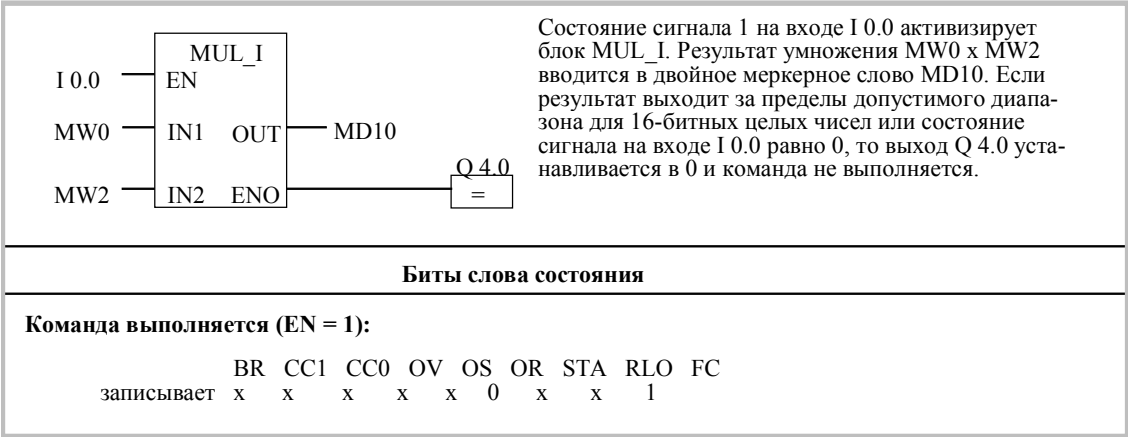 MUL_I
I 0.0
EN
MW0
IN1
OUT
MD10
Q 4.0
MW2
IN2
ENO
=
Состояние сигнала 1 на входе I 0.0 активизирует
блок MUL_I. Результат умножения MW0 x MW2
вводится в двойное меркерное слово MD10. Если
результат выходит за пределы допустимого диапа-
зона для 16-битных целых чисел или состояние
сигнала на входе I 0.0 равно 0, то выход Q 4.0 уста-
навливается в 0 и команда не выполняется.
Биты слова состояния
Команда выполняется (EN = 1):
BR CC1 CC0 OV OS OR STA RLO FC
записывает x x x x x 0 x x 1